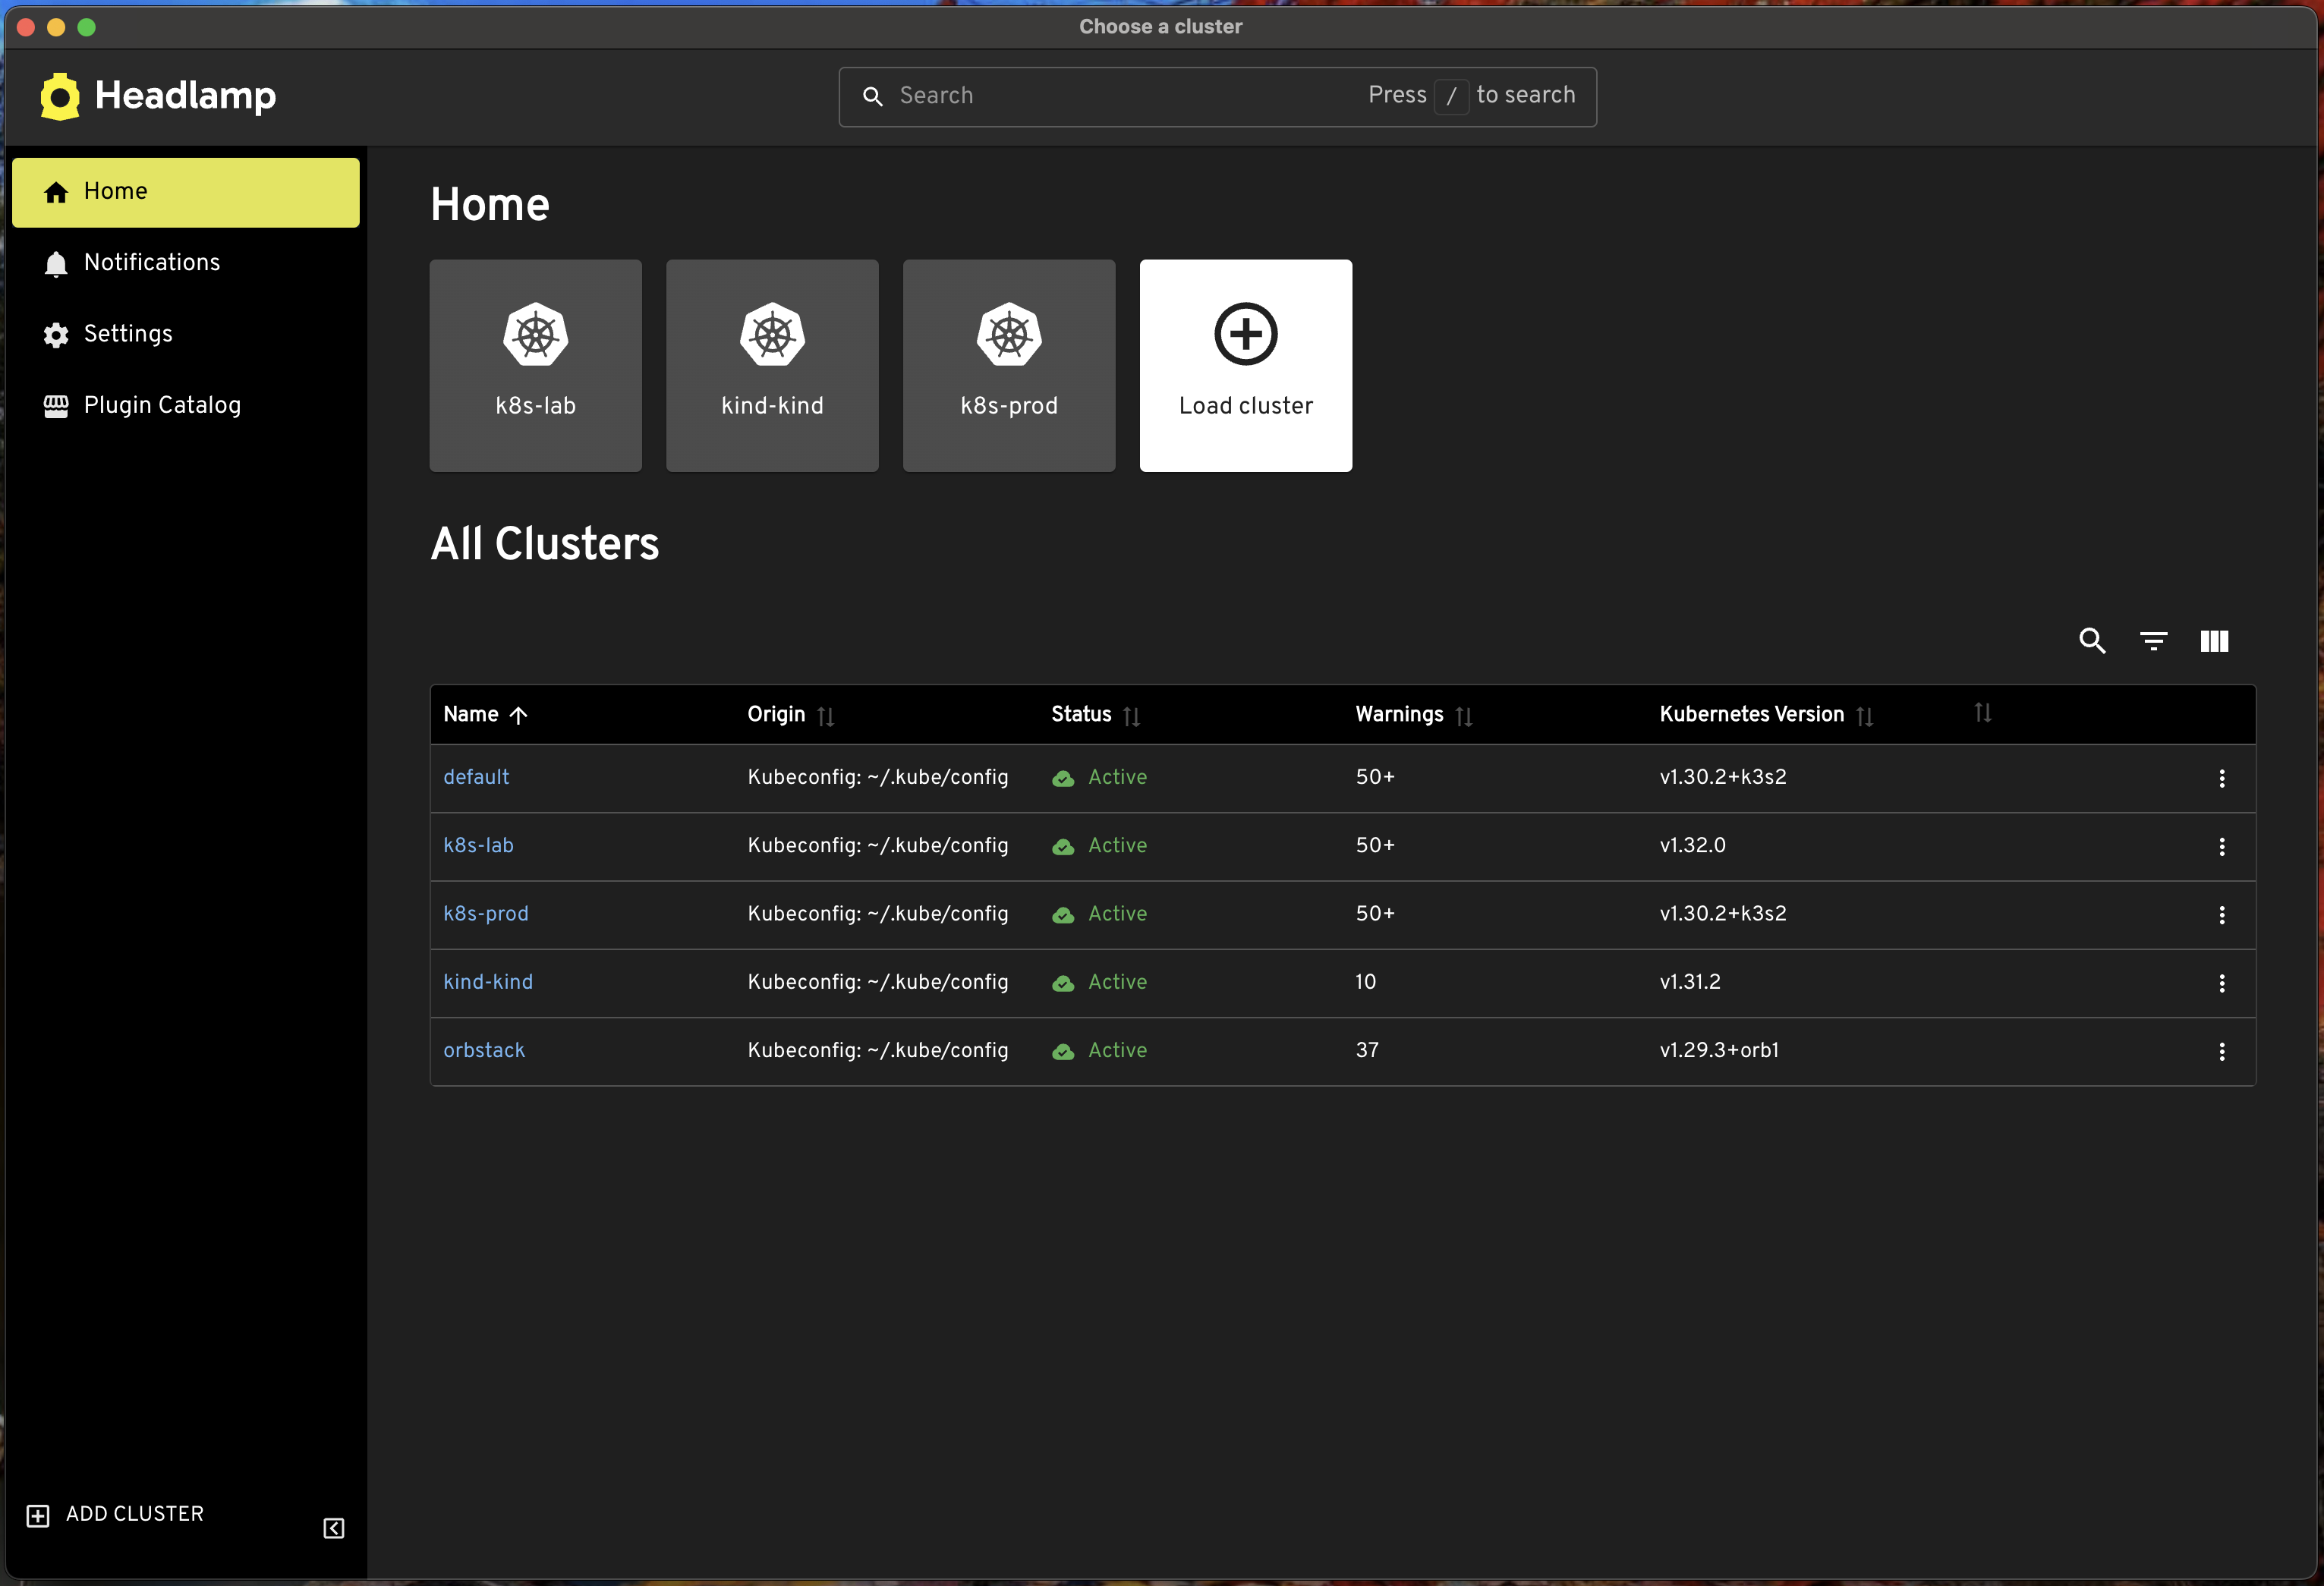 Choose a cluster
Headlamp
Search Press / to search
Home
Notifications
Settings
Plugin Catalog
Home
k8s-lab kind-kind k8s-prod Load cluster
All Clusters
Name Origin Status Warnings Kubernetes Version
default Kubeconfig: ~/.kube/config Active 50+ v1.30.2+k3s2
k8s-lab Kubeconfig: ~/.kube/config Active 50+ v1.32.0
k8s-prod Kubeconfig: ~/.kube/config Active 50+ v1.30.2+k3s2
kind-kind Kubeconfig: ~/.kube/config Active 10 v1.31.2
orbstack Kubeconfig: ~/.kube/config Active 37 v1.29.3+orb1
ADD CLUSTER